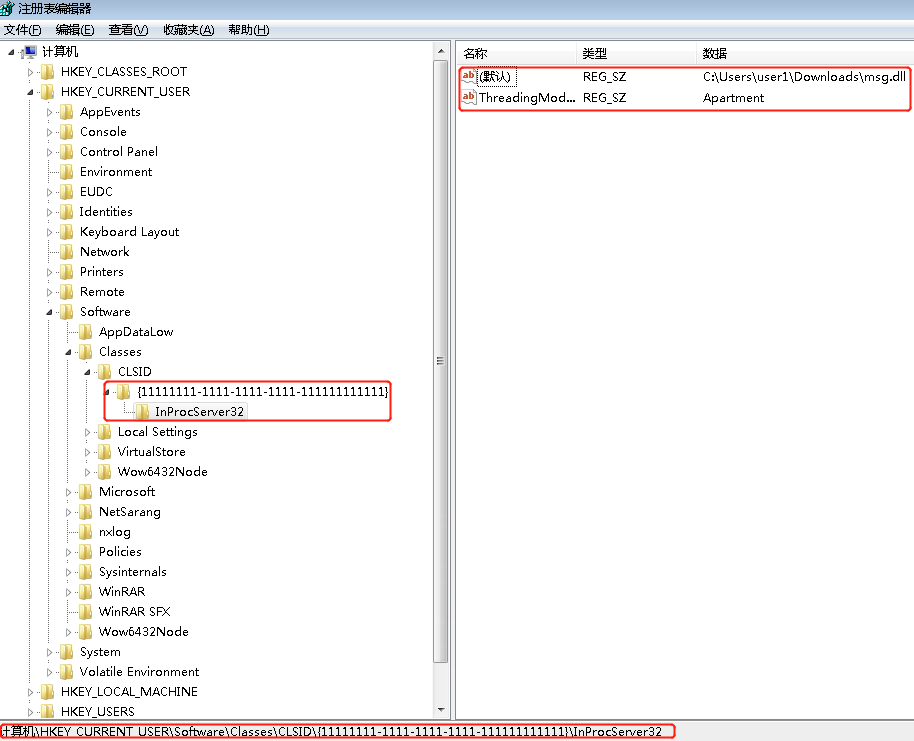 注册表编辑器
文件(F) 编辑(E) 查看(V) 收藏夹(A) 帮助(H)
计算机
HKEY_CLASSES_ROOT
HKEY_CURRENT_USER
AppEvents
Console
Control Panel
Environment
EUDC
Identities
Keyboard Layout
Network
Printers
Remote
Software
AppDataLow
Classes
CLSID
{11111111-1111-1111-1111-111111111111}
InProcServer32
Local Settings
VirtualStore
Wow6432Node
Microsoft
NetSarang
nxlog
Policies
Sysinternals
WinRAR
WinRAR SFX
Wow6432Node
System
Volatile Environment
HKEY_LOCAL_MACHINE
HKEY_USERS
名称 类型 数据
ab (默认) REG_SZ C:\Users\user1\Downloads\msg.dll
ab ThreadingMod... REG_SZ Apartment
计算机\HKEY_CURRENT_USER\Software\Classes\CLSID\{11111111-1111-1111-1111-111111111111}\InProcServer32